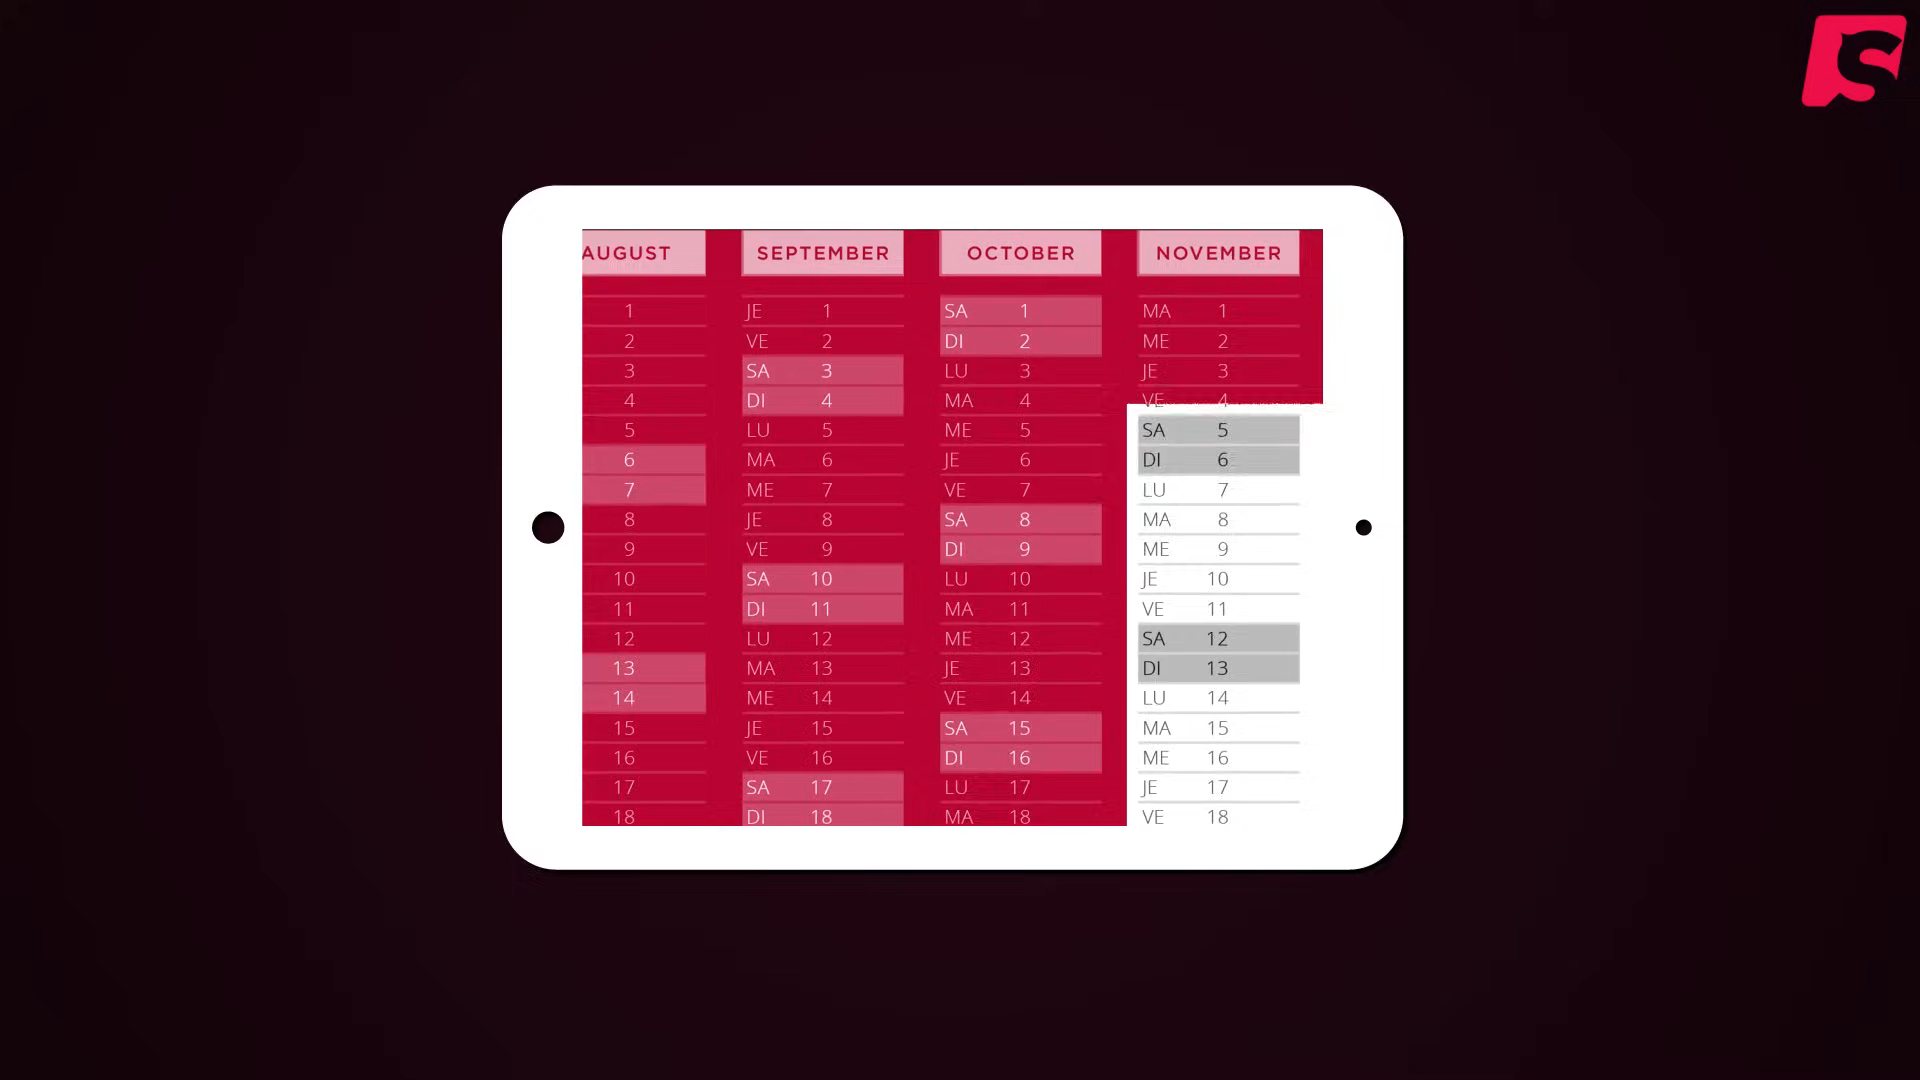 AUGUST SEPTEMBER OCTOBER NOVEMBER
1 JE 1 SA 1 MA 1
2 VE 2 DI 2 ME 2
3 SA 3 LU 3 JE 3
4 DI 4 MA 4 VE 4
5 LU 5 ME 5 SA 5
6 MA 6 JE 6 DI 6
7 ME 7 VE 7 LU 7
8 JE 8 SA 8 MA 8
9 VE 9 DI 9 ME 9
10 SA 10 LU 10 JE 10
11 DI 11 MA 11 VE 11
12 LU 12 ME 12 SA 12
13 MA 13 JE 13 DI 13
14 ME 14 VE 14 LU 14
15 JE 15 SA 15 MA 15
16 VE 16 DI 16 ME 16
17 SA 17 LU 17 JE 17
18 DI 18 MA 18 VE 18
S